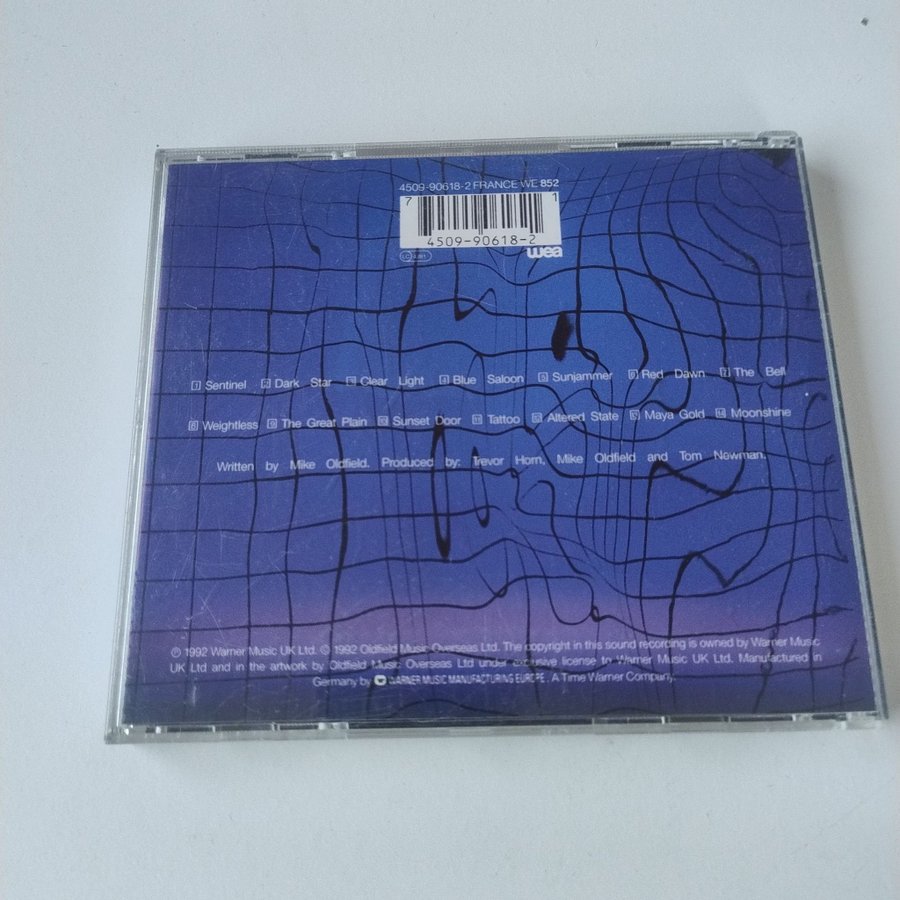 4509-90618-2 FRANCE WE 852
7 1
4509-90618-2
LC 4281
wea
1 Sentinel 2 Dark Star 3 Clear Light 4 Blue Saloon 5 Sunjammer 6 Red Dawn 7 The Bell
8 Weightless 9 The Great Plain 10 Sunset Door 11 Tattoo 12 Altered State 13 Maya Gold 14 Moonshine
Written by Mike Oldfield. Produced by: Trevor Horn, Mike Oldfield and Tom Newman.
℗ 1992 Warner Music UK Ltd. © 1992 Oldfield Music Overseas Ltd. The copyright in this sound recording is owned by Warner Music
UK Ltd and in the artwork by Oldfield Music Overseas Ltd under exclusive license to Warner Music UK Ltd. Manufactured in
Germany by WARNER MUSIC MANUFACTURING EUROPE. A Time Warner Company.